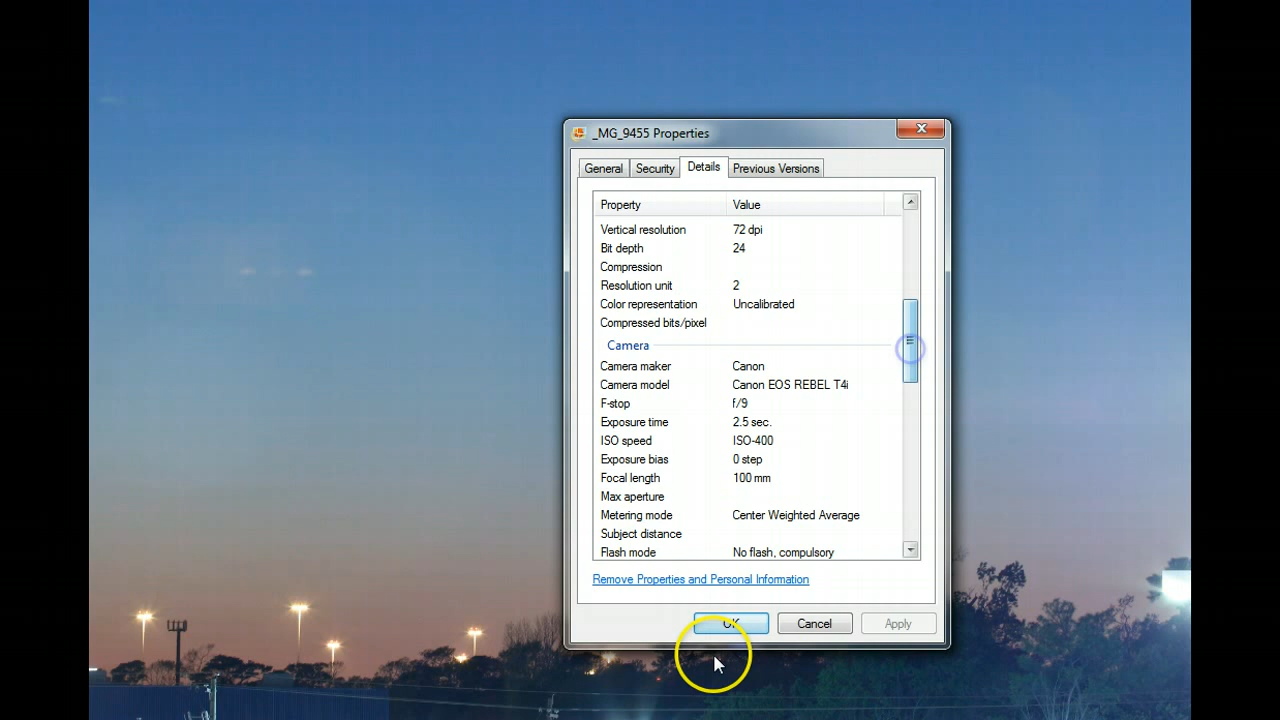 _MG_9455 Properties
General Security Details Previous Versions
Property Value
Vertical resolution 72 dpi
Bit depth 24
Compression
Resolution unit 2
Color representation Uncalibrated
Compressed bits/pixel
Camera
Camera maker Canon
Camera model Canon EOS REBEL T4i
F-stop f/9
Exposure time 2.5 sec.
ISO speed ISO-400
Exposure bias 0 step
Focal length 100 mm
Max aperture
Metering mode Center Weighted Average
Subject distance
Flash mode No flash, compulsory
Remove Properties and Personal Information
OK Cancel Apply